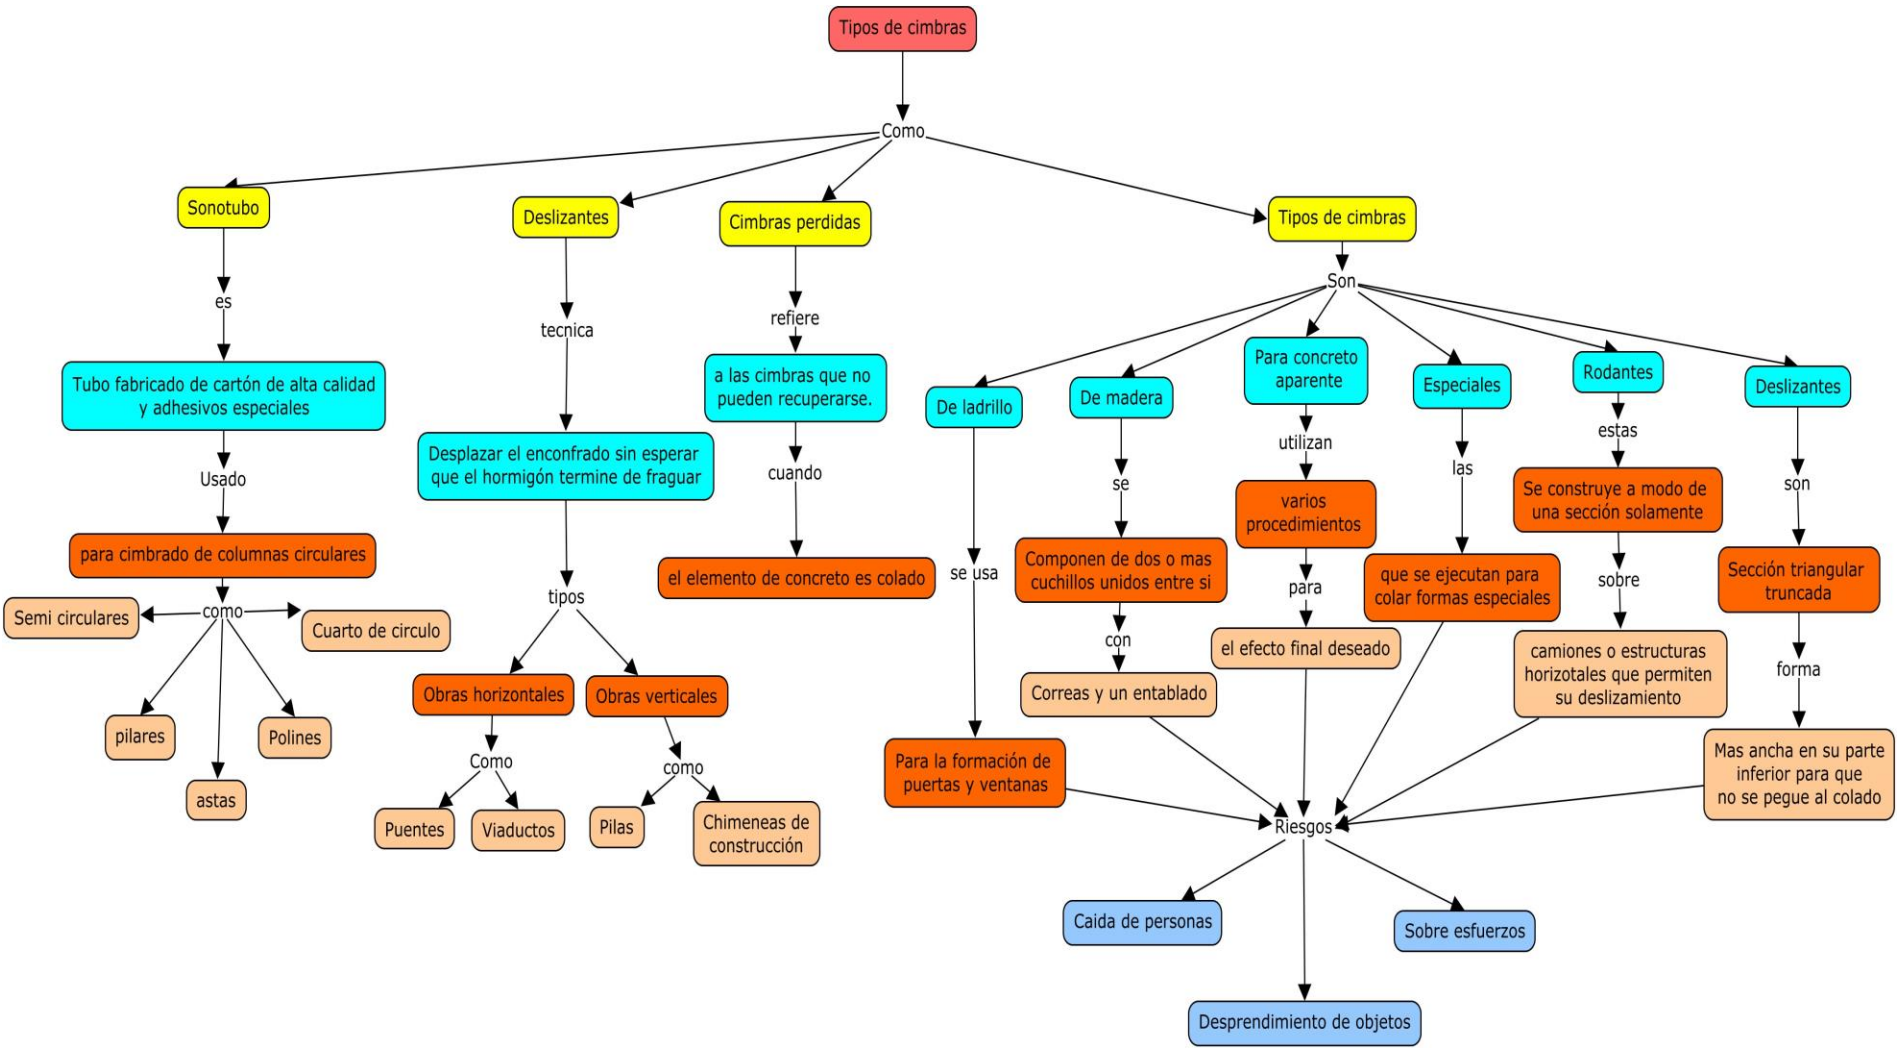 Tipos de cimbras
Como
Sonotubo
Deslizantes
Cimbras perdidas
Tipos de cimbras
es
tecnica
refiere
Son
Tubo fabricado de cartón de alta calidad
y adhesivos especiales
Usado
para cimbrado de columnas circulares
como
Semi circulares
Cuarto de circulo
pilares
astas
Polines
Desplazar el enconfrado sin esperar
que el hormigón termine de fraguar
tipos
Obras horizontales
Obras verticales
Como
como
Puentes
Viaductos
Pilas
Chimeneas de
construcción
a las cimbras que no
pueden recuperarse.
cuando
el elemento de concreto es colado
De ladrillo
se usa
Para la formación de
puertas y ventanas
De madera
se
Componen de dos o mas
cuchillos unidos entre si
con
Correas y un entablado
Para concreto
aparente
utilizan
varios
procedimientos
para
el efecto final deseado
Especiales
las
que se ejecutan para
colar formas especiales
Rodantes
estas
Se construye a modo de
una sección solamente
sobre
camiones o estructuras
horizotales que permiten
su deslizamiento
Deslizantes
son
Sección triangular
truncada
forma
Mas ancha en su parte
inferior para que
no se pegue al colado
Riesgos
Caida de personas
Sobre esfuerzos
Desprendimiento de objetos